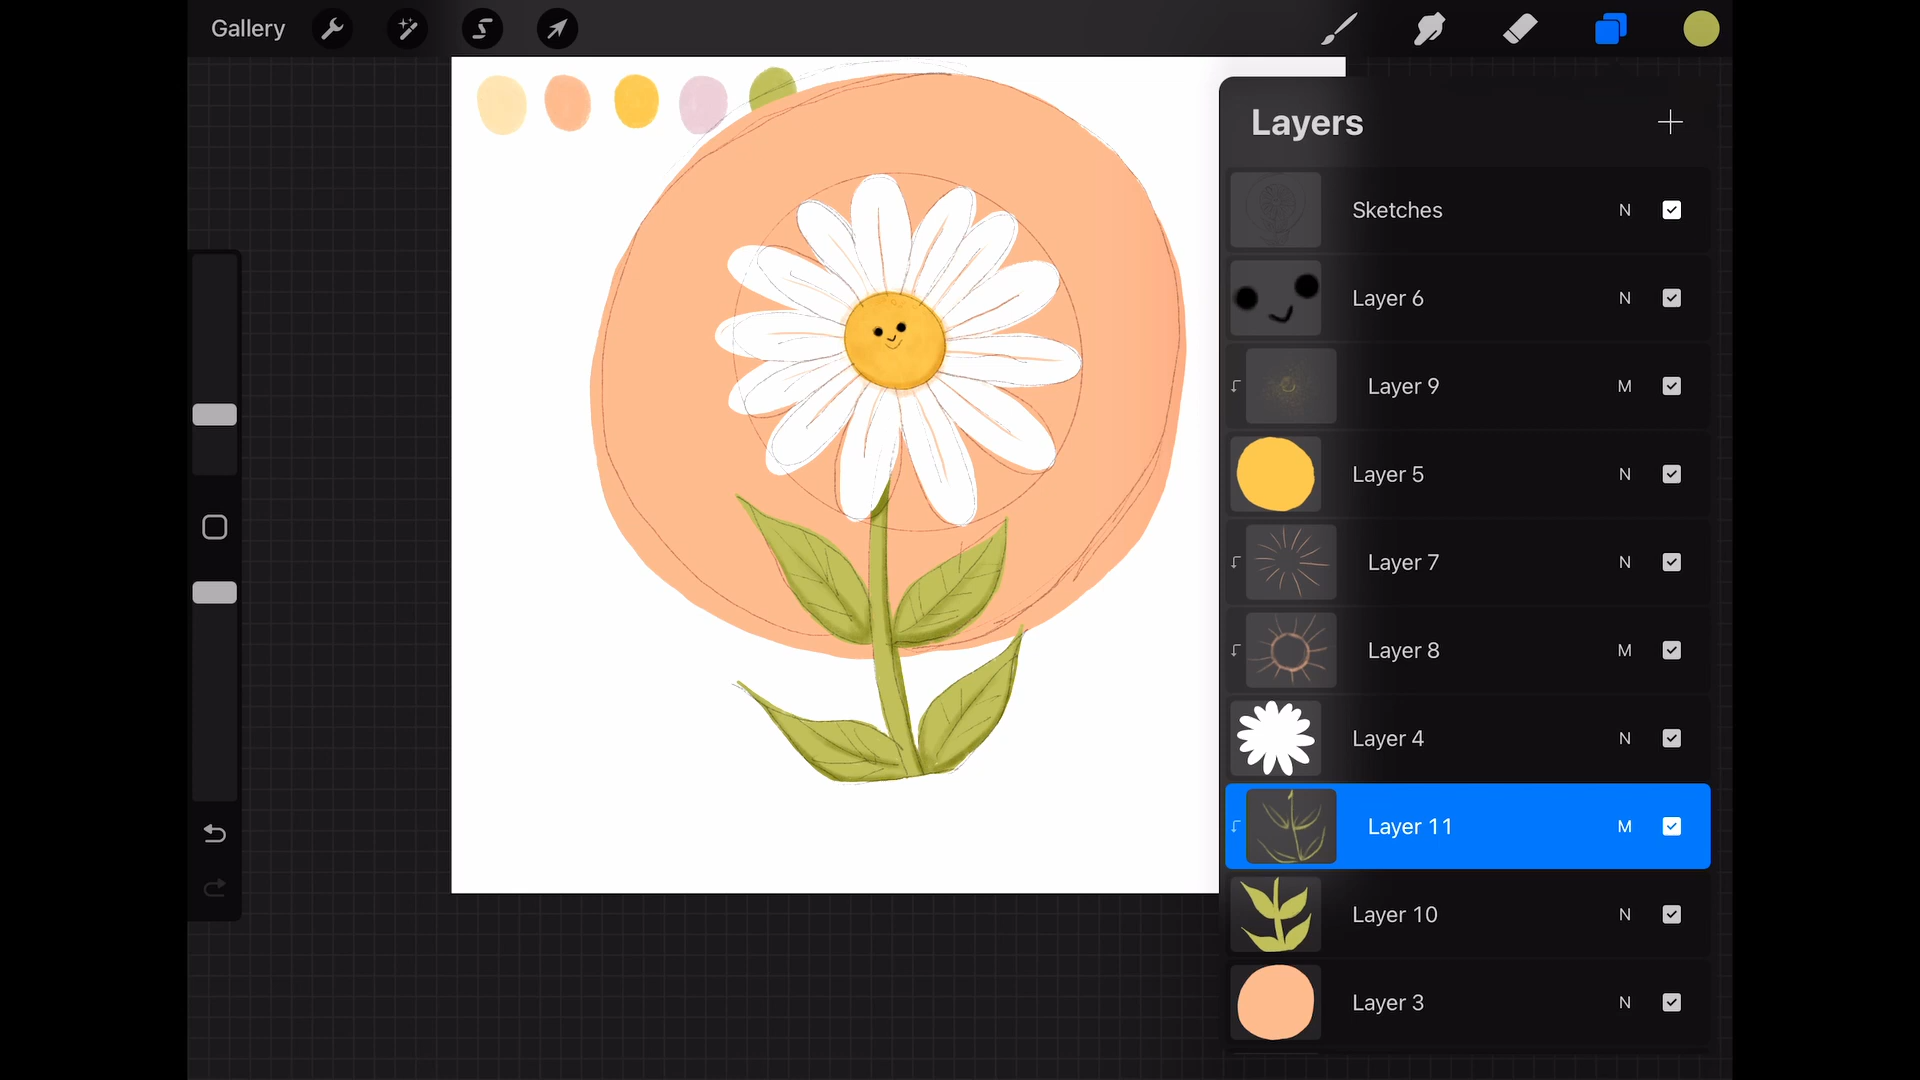 Gallery
Layers
Sketches N
Layer 6 N
Layer 9 M
Layer 5 N
Layer 7 N
Layer 8 M
Layer 4 N
Layer 11 M
Layer 10 N
Layer 3 N